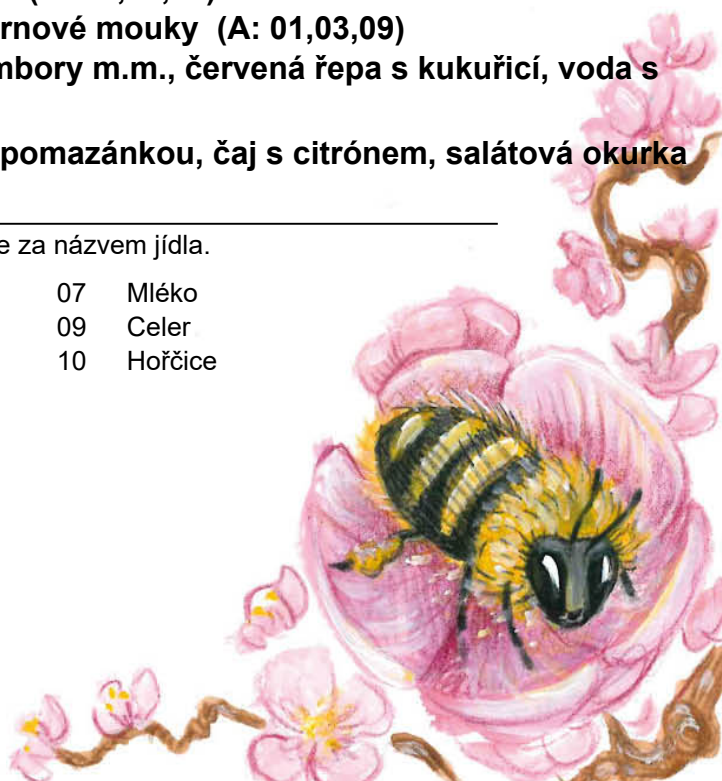 rnové mouky (A: 01,03,09)
mbory m.m., červená řepa s kukuřicí, voda s
pomazánkou, čaj s citrónem, salátová okurka
e za názvem jídla.
07 Mléko
09 Celer
10 Hořčice